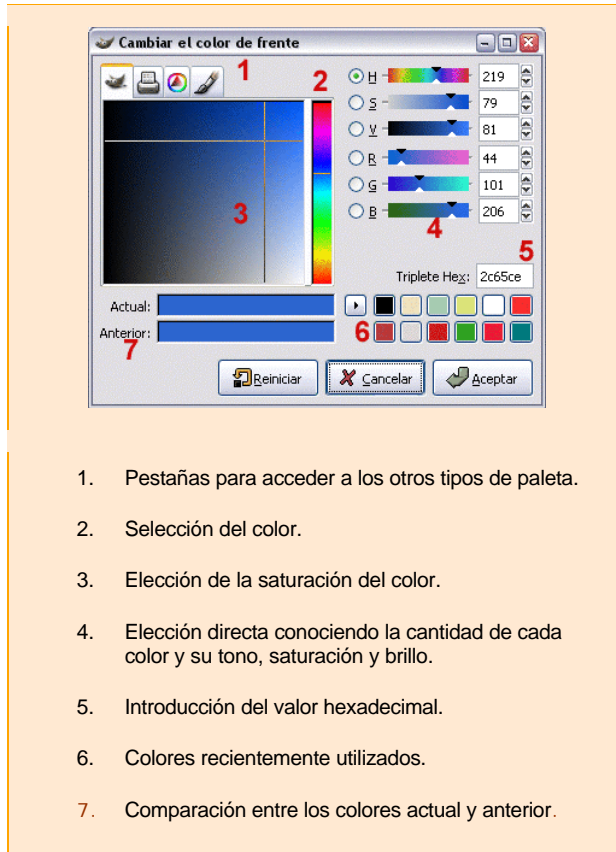 Cambiar el color de frente
1
2
H 219
S 79
V 81
R 44
G 101
B 206
3
4
5
Triplete Hex: 2c65ce
Actual:
Anterior:
6
7
Reiniciar Cancelar Aceptar
1. Pestañas para acceder a los otros tipos de paleta.
2. Selección del color.
3. Elección de la saturación del color.
4. Elección directa conociendo la cantidad de cada
color y su tono, saturación y brillo.
5. Introducción del valor hexadecimal.
6. Colores recientemente utilizados.
7. Comparación entre los colores actual y anterior.